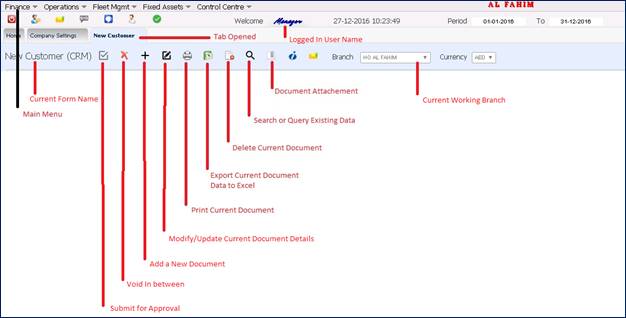 Finance Operations Fleet Mgmt Fixed Assets Control Centre AL FAHIM
Welcome Manager 27-12-2016 10:23:49 Period 01-01-2016 To 31-12-2016
Home Company Settings New Customer
Tab Opened
Logged In User Name
New Customer (CRM) Branch HO AL FAHIM Currency AED
Current Form Name
Document Attachement
Current Working Branch
Main Menu
Search or Query Existing Data
Delete Current Document
Export Current Document
Data to Excel
Print Current Document
Modify/Update Current Document Details
Add a New Document
Void In between
Submit for Approval